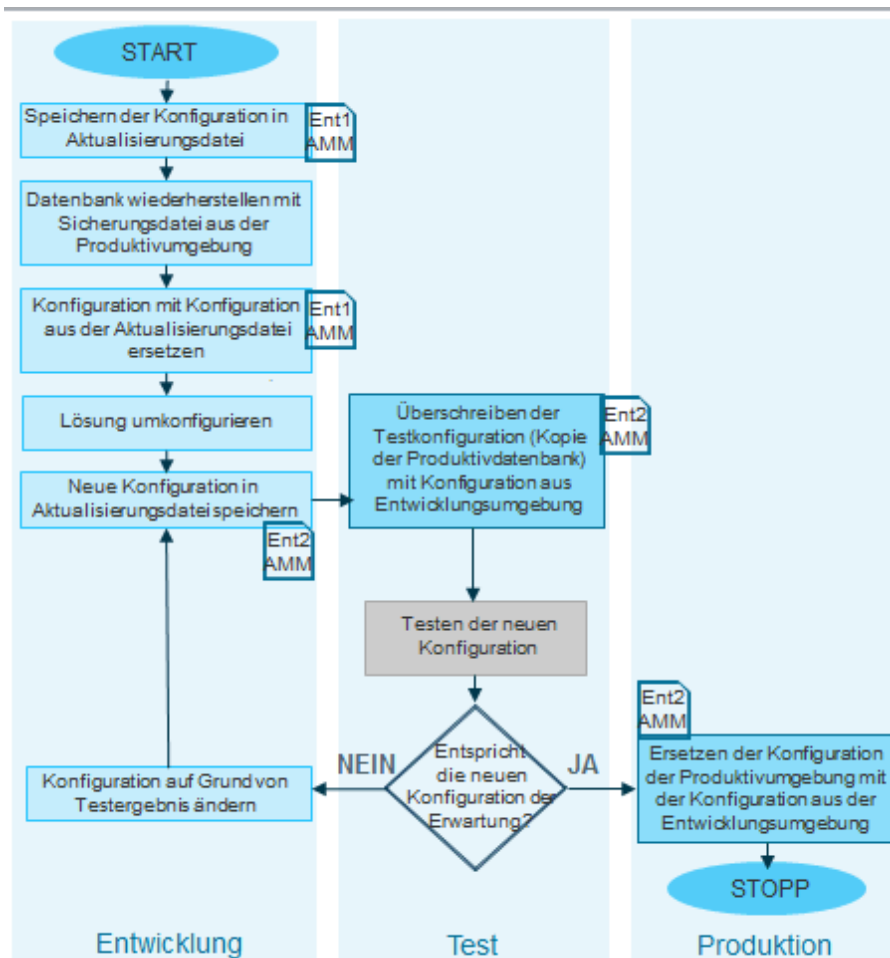 START
Speichern der Konfiguration in
Aktualisierungsdatei
Ent1
AMM
Datenbank wiederherstellen mit
Sicherungsdatei aus der
Produktivumgebung
Konfiguration mit Konfiguration
aus der Aktualisierungsdatei
ersetzen
Ent1
AMM
Lösung umkonfigurieren
Neue Konfiguration in
Aktualisierungsdatei speichern
Ent2
AMM
Überschreiben der
Testkonfiguration (Kopie
der Produktivdatenbank)
mit Konfiguration aus
Entwicklungsumgebung
Ent2
AMM
Testen der neuen
Konfiguration
Entspricht
die neuen
Konfiguration der
Erwartung?
NEIN
JA
Konfiguration auf Grund von
Testergebnis ändern
Ent2
AMM
Ersetzen der Konfiguration
der Produktivumgebung mit
der Konfiguration aus der
Entwicklungsumgebung
STOPP
Entwicklung
Test
Produktion